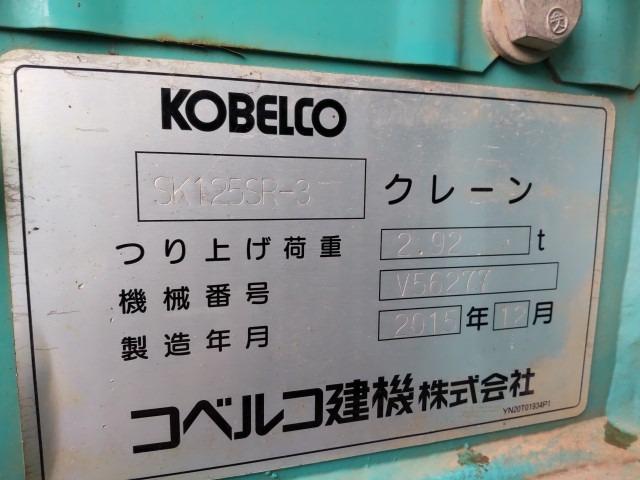 KOBELCO
SK125SR-3 クレーン
つり上げ荷重 2.92 t
機械番号 V56277
製造年月 2015年12月
コベルコ建機株式会社
YN20T01934P1